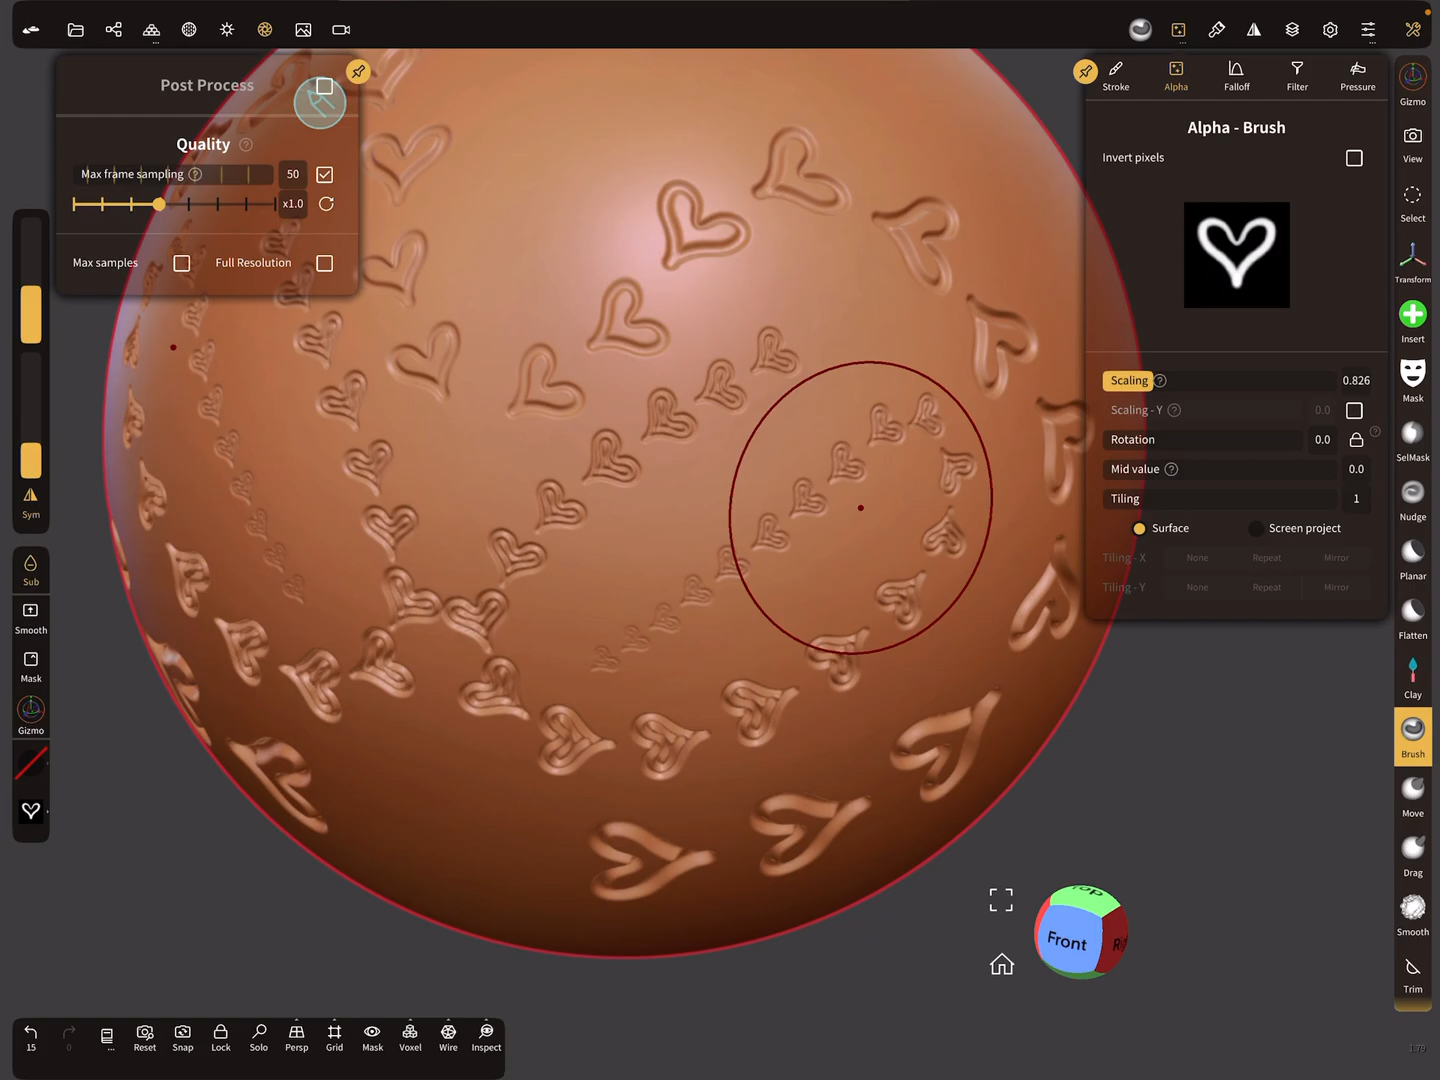 Post Process
Quality
Max frame sampling
50
x1.0
Max samples
Full Resolution
Sym
Sub
Smooth
Mask
Gizmo
Stroke
Alpha
Falloff
Filter
Pressure
Alpha - Brush
Invert pixels
Scaling
0.826
Scaling - Y
0.0
Rotation
0.0
Mid value
0.0
Tiling
1
Surface
Screen project
Tiling - X
None
Repeat
Mirror
Tiling - Y
None
Repeat
Mirror
Gizmo
View
Select
Transform
Insert
Mask
SelMask
Nudge
Planar
Flatten
Clay
Brush
Move
Drag
Smooth
Trim
Top
Front
15
0
Reset
Snap
Lock
Solo
Persp
Grid
Mask
Voxel
Wire
Inspect
1.79